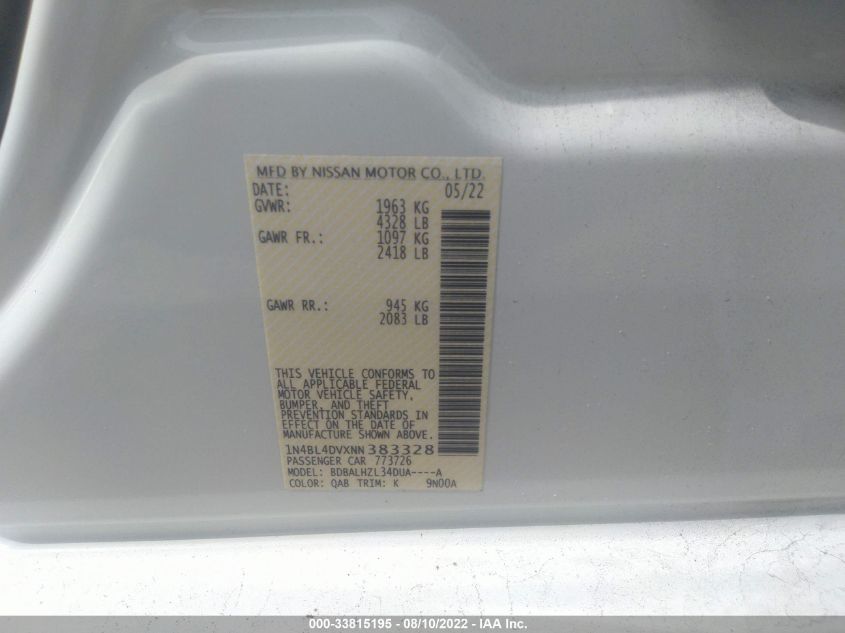 MFD BY NISSAN MOTOR CO., LTD.
DATE: 05/22
GVWR: 1963 KG
4328 LB
GAWR FR.: 1097 KG
2418 LB
GAWR RR.: 945 KG
2083 LB
THIS VEHICLE CONFORMS TO
ALL APPLICABLE FEDERAL
MOTOR VEHICLE SAFETY,
BUMPER, AND THEFT
PREVENTION STANDARDS IN
EFFECT ON THE DATE OF
MANUFACTURE SHOWN ABOVE.
1N4BL4DVXNN383328
PASSENGER CAR 773726
MODEL: BDBALHZL34DUA----A
COLOR: QAB TRIM: K 9N00A
000-33815195 - 08/10/2022 - IAA Inc.